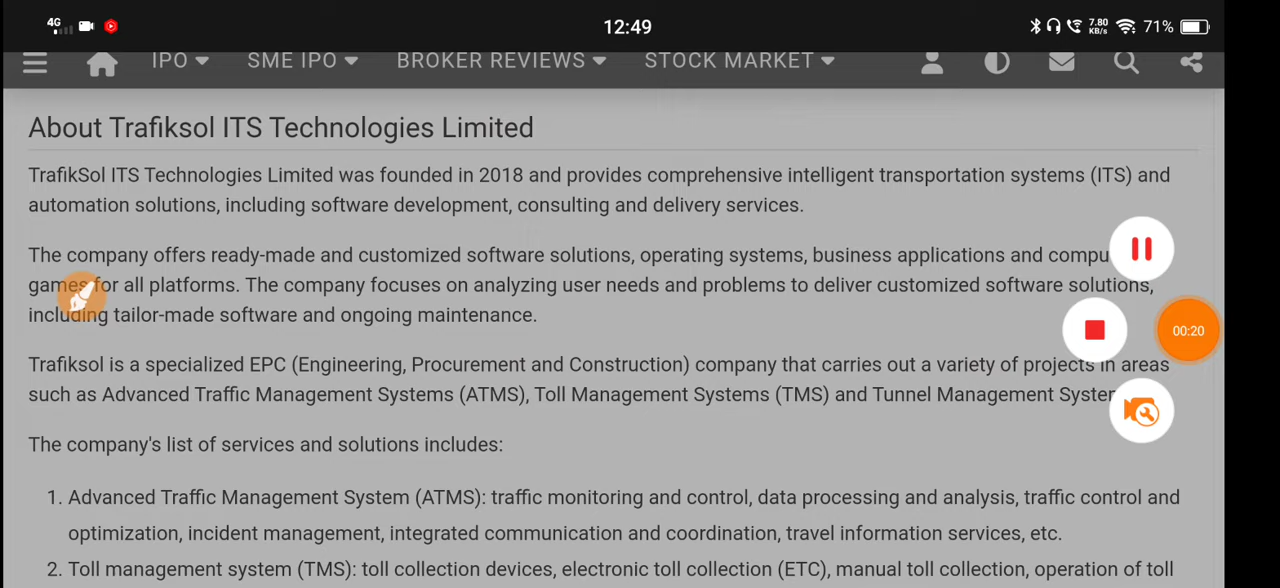 4G 12:49 7.80 KB/s 71%
IPO SME IPO BROKER REVIEWS STOCK MARKET
About Trafiksol ITS Technologies Limited
TrafikSol ITS Technologies Limited was founded in 2018 and provides comprehensive intelligent transportation systems (ITS) and
automation solutions, including software development, consulting and delivery services.
The company offers ready-made and customized software solutions, operating systems, business applications and compu
games for all platforms. The company focuses on analyzing user needs and problems to deliver customized software solutions,
including tailor-made software and ongoing maintenance.
00:20
Trafiksol is a specialized EPC (Engineering, Procurement and Construction) company that carries out a variety of projects in areas
such as Advanced Traffic Management Systems (ATMS), Toll Management Systems (TMS) and Tunnel Management System
The company's list of services and solutions includes:
1. Advanced Traffic Management System (ATMS): traffic monitoring and control, data processing and analysis, traffic control and
optimization, incident management, integrated communication and coordination, travel information services, etc.
2. Toll management system (TMS): toll collection devices, electronic toll collection (ETC), manual toll collection, operation of toll